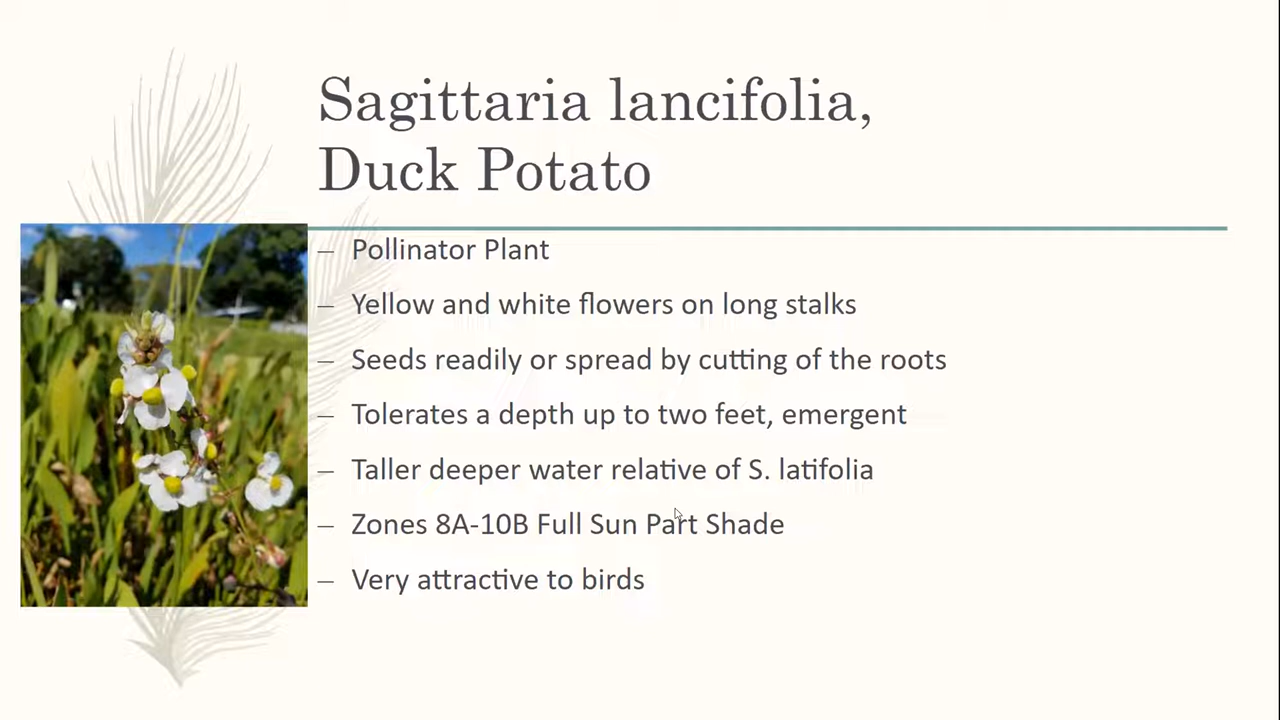 Sagittaria lancifolia,
Duck Potato
– Pollinator Plant
– Yellow and white flowers on long stalks
– Seeds readily or spread by cutting of the roots
– Tolerates a depth up to two feet, emergent
– Taller deeper water relative of S. latifolia
– Zones 8A-10B Full Sun Part Shade
– Very attractive to birds